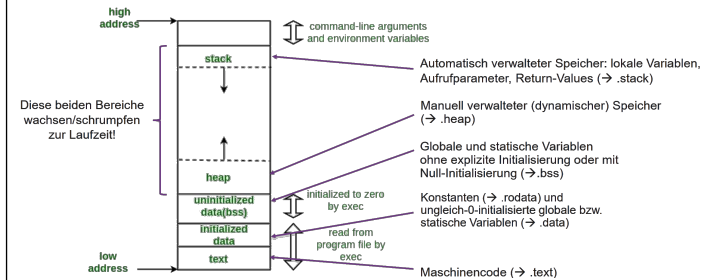 high
address
command-line arguments
and environment variables
stack
Automatisch verwalteter Speicher: lokale Variablen,
Aufrufparameter, Return-Values (→ .stack)
Diese beiden Bereiche
wachsen/schrumpfen
zur Laufzeit!
Manuell verwalteter (dynamischer) Speicher
(→ .heap)
Globale und statische Variablen
ohne explizite Initialisierung oder mit
Null-Initialisierung (→.bss)
heap
uninitialized
data(bss)
initialized to zero
by exec
Konstanten (→ .rodata) und
ungleich-0-initialisierte globale bzw.
statische Variablen (→ .data)
initialized
data
read from
program file by
exec
low
address
text
Maschinencode (→ .text)